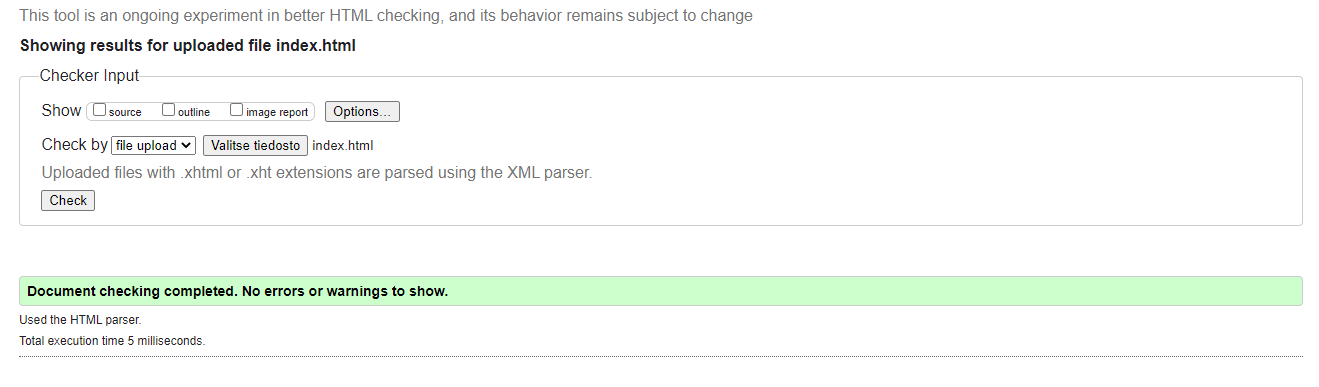 This tool is an ongoing experiment in better HTML checking, and its behavior remains subject to change
Showing results for uploaded file index.html
Checker Input
Show source outline image report Options...
Check by file upload Valitse tiedosto index.html
Uploaded files with .xhtml or .xht extensions are parsed using the XML parser.
Check
Document checking completed. No errors or warnings to show.
Used the HTML parser.
Total execution time 5 milliseconds.